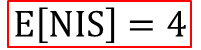 E[NIS] = 4